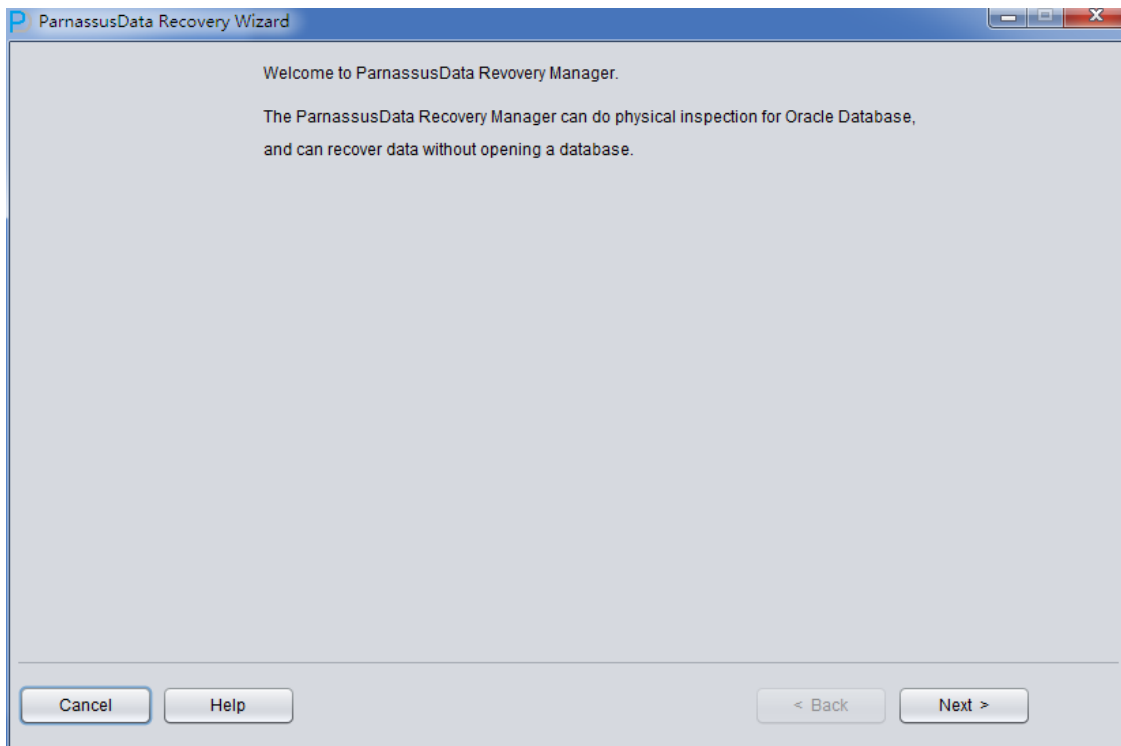 ParnassusData Recovery Wizard
Welcome to ParnassusData Revovery Manager.
The ParnassusData Recovery Manager can do physical inspection for Oracle Database,
and can recover data without opening a database.
Cancel
Help
< Back
Next >